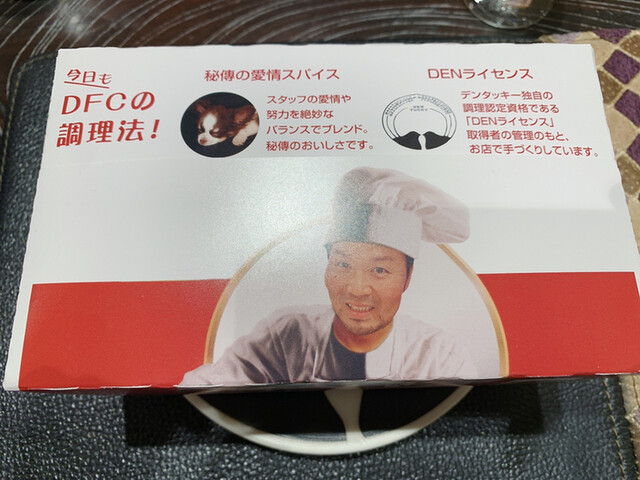 今日も
DFCの
調理法!
秘傳の愛情スパイス
スタッフの愛情や
努力を絶妙な
バランスでブレンド。
秘傳のおいしさです。
DENライセンス
デンタッキー独自の
調理認定資格である
「DENライセンス」
取得者の管理のもと、
お店で手づくりしています。